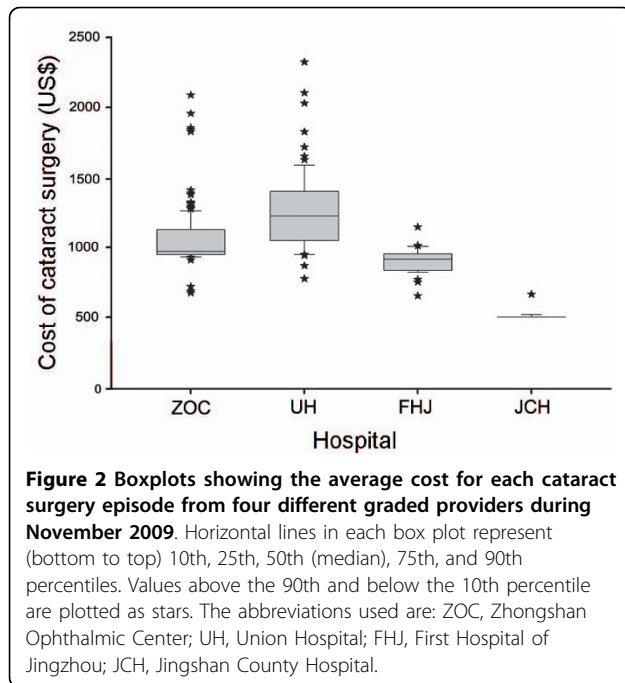 2500
2000
1500
1000
500
0
Cost of cataract surgery (US$)
ZOC UH FHJ JCH
Hospital
Figure 2 Boxplots showing the average cost for each cataract
surgery episode from four different graded providers during
November 2009. Horizontal lines in each box plot represent
(bottom to top) 10th, 25th, 50th (median), 75th, and 90th
percentiles. Values above the 90th and below the 10th percentile
are plotted as stars. The abbreviations used are: ZOC, Zhongshan
Ophthalmic Center; UH, Union Hospital; FHJ, First Hospital of
Jingzhou; JCH, Jingshan County Hospital.